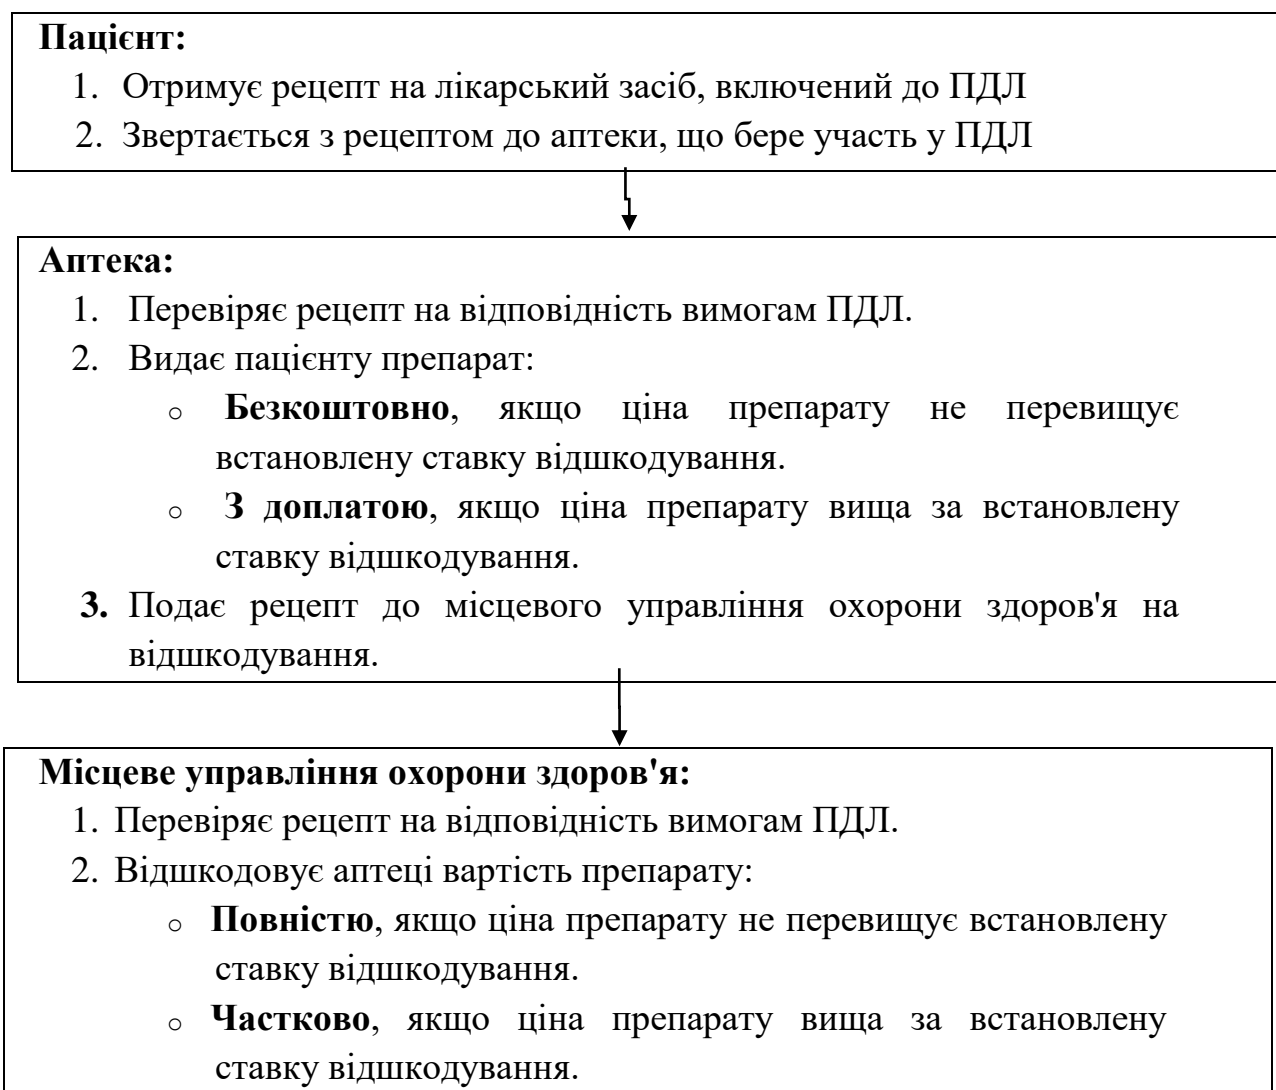 Пацієнт:
1. Отримує рецепт на лікарський засіб, включений до ПДЛ
2. Звертається з рецептом до аптеки, що бере участь у ПДЛ
Аптека:
1. Перевіряє рецепт на відповідність вимогам ПДЛ.
2. Видає пацієнту препарат:
o Безкоштовно, якщо ціна препарату не перевищує
встановлену ставку відшкодування.
o З доплатою, якщо ціна препарату вища за встановлену
ставку відшкодування.
3. Подає рецепт до місцевого управління охорони здоров'я на
відшкодування.
Місцеве управління охорони здоров'я:
1. Перевіряє рецепт на відповідність вимогам ПДЛ.
2. Відшкодовує аптеці вартість препарату:
o Повністю, якщо ціна препарату не перевищує встановлену
ставку відшкодування.
o Частково, якщо ціна препарату вища за встановлену
ставку відшкодування.